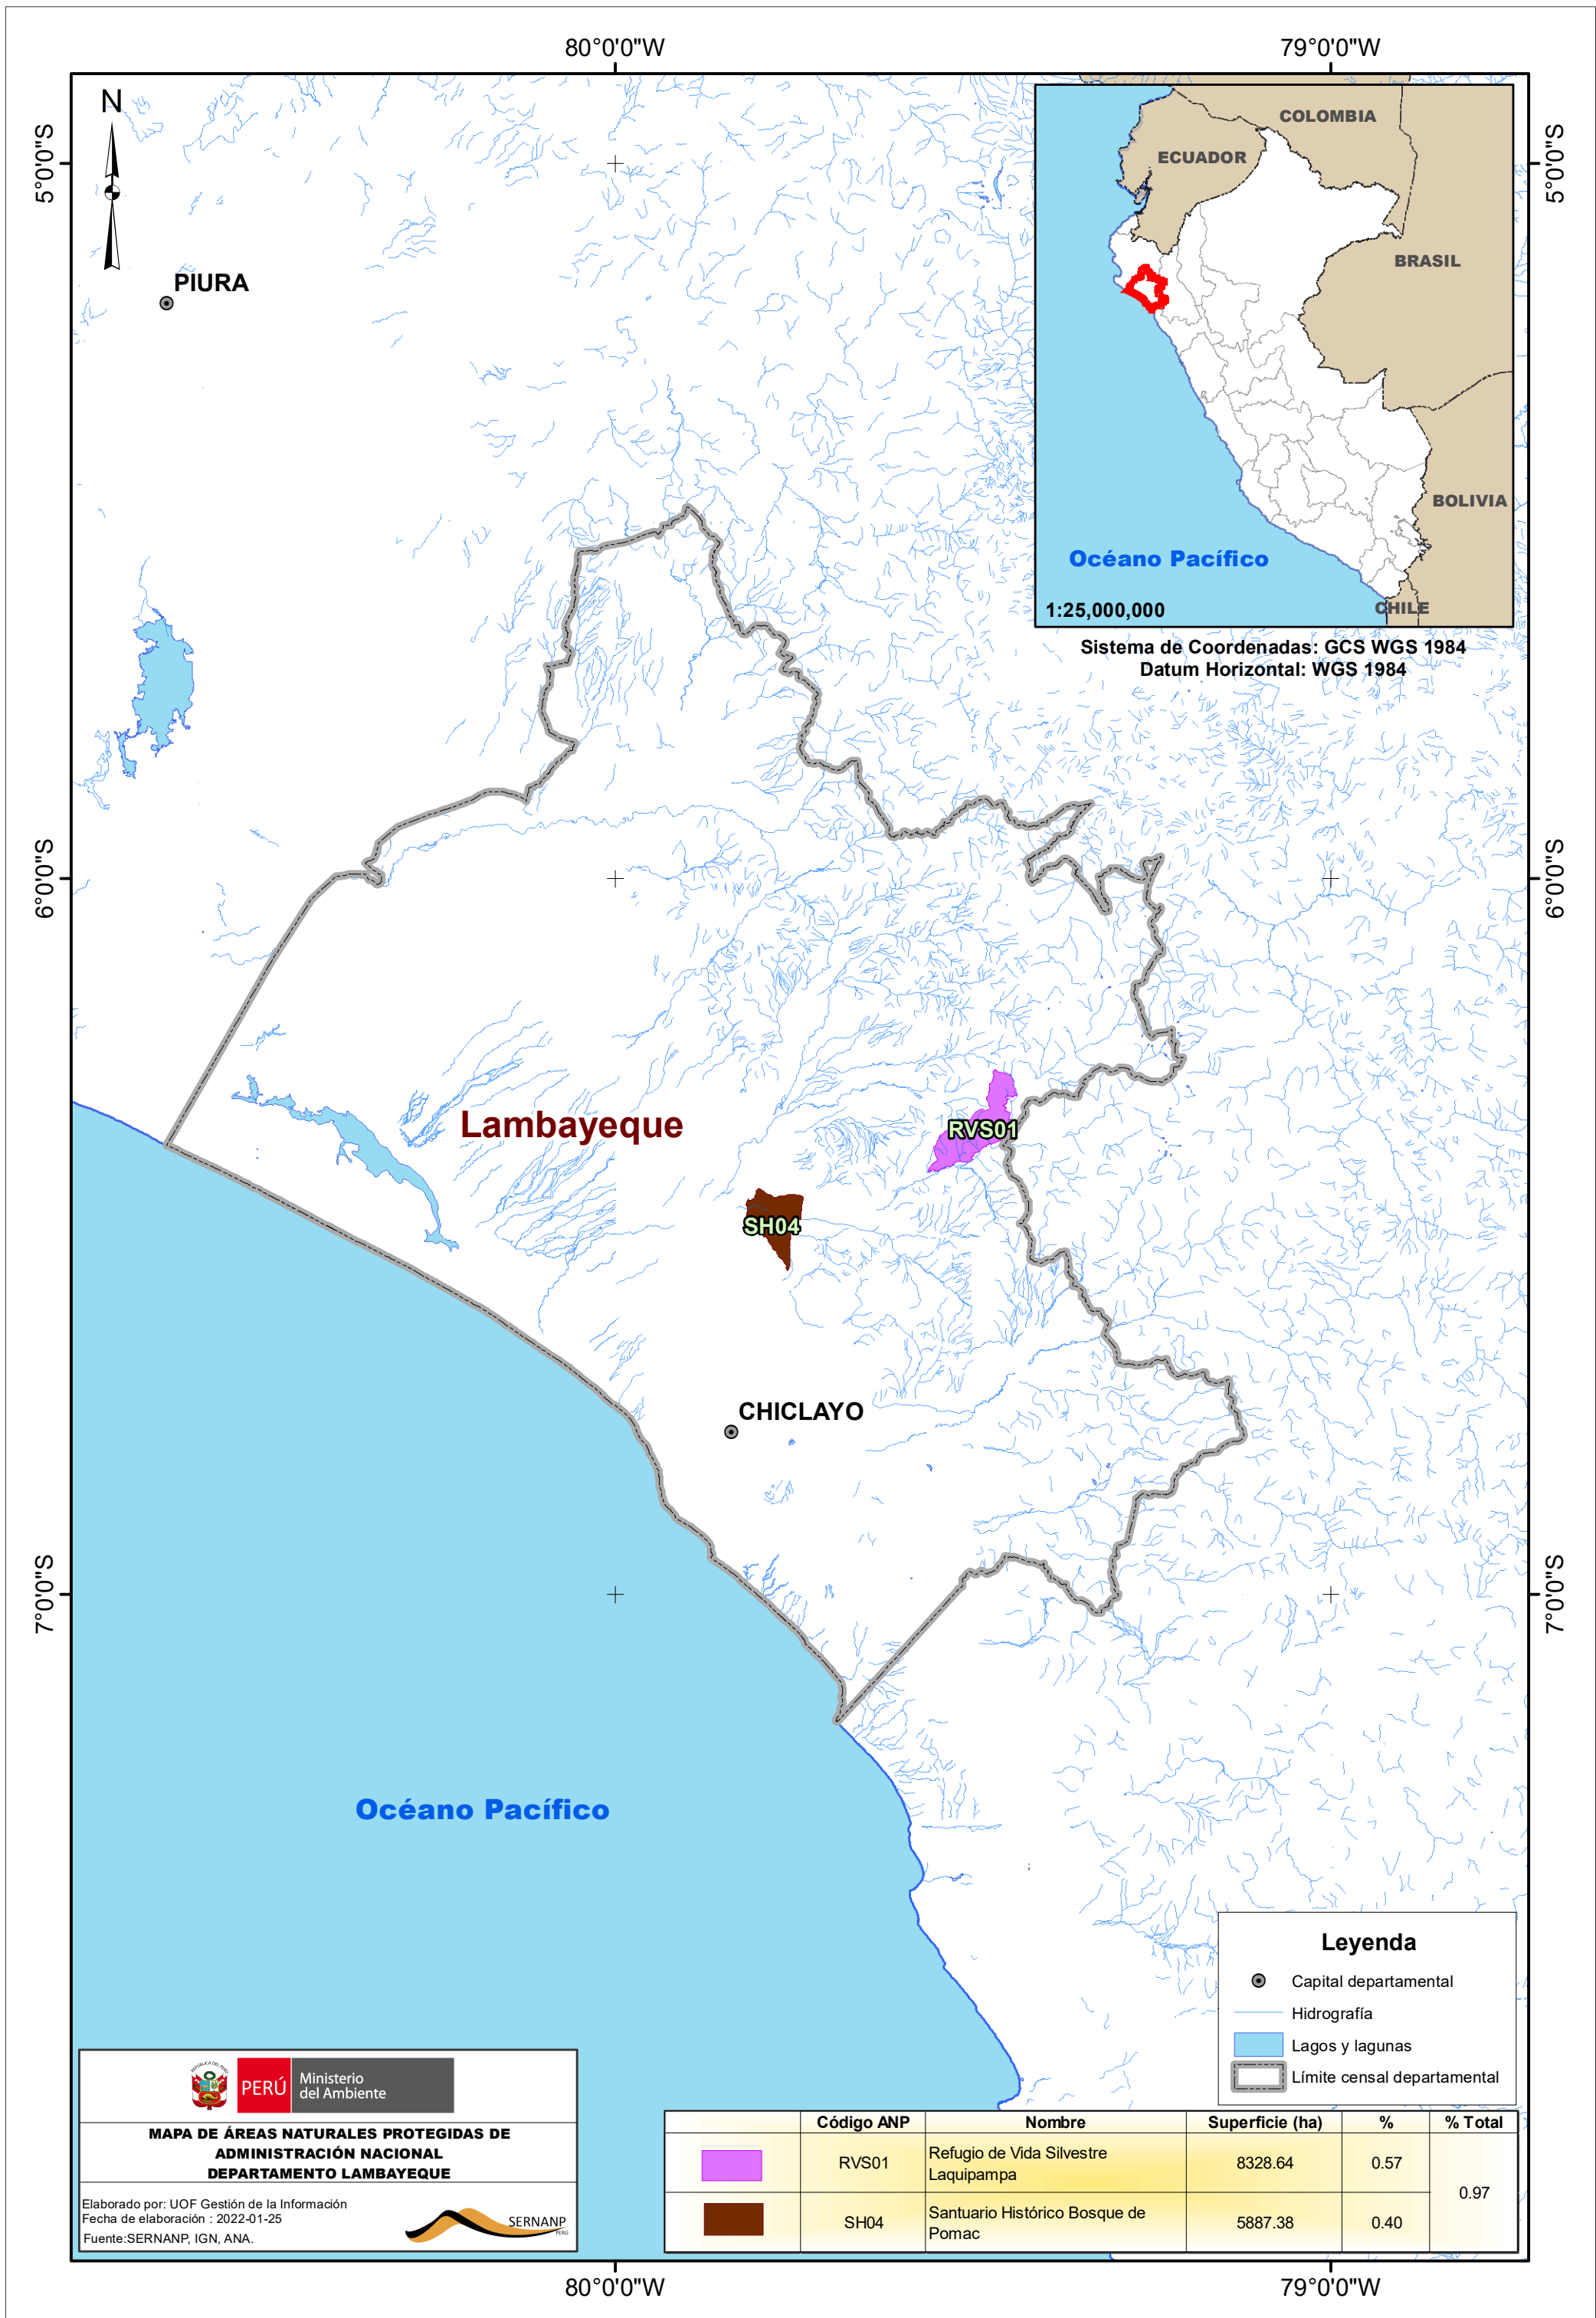 80°0'0"W
79°0'0"W
N
5°0'0"S
5°0'0"S
COLOMBIA
ECUADOR
BRASIL
BOLIVIA
Océano Pacífico
1:25,000,000
CHILE
Sistema de Coordenadas: GCS WGS 1984
Datum Horizontal: WGS 1984
PIURA
6°0'0"S
6°0'0"S
Lambayeque
RVS01
SH04
CHICLAYO
7°0'0"S
7°0'0"S
Océano Pacífico
Leyenda
Capital departamental
Hidrografía
Lagos y lagunas
Límite censal departamental
REPÚBLICA DEL PERÚ
PERÚ
Ministerio
del Ambiente
MAPA DE ÁREAS NATURALES PROTEGIDAS DE
ADMINISTRACIÓN NACIONAL
DEPARTAMENTO LAMBAYEQUE
Elaborado por: UOF Gestión de la Información
Fecha de elaboración : 2022-01-25
Fuente:SERNANP, IGN, ANA.
SERNANP
PERÚ
Código ANP Nombre Superficie (ha) % % Total
RVS01 Refugio de Vida Silvestre
Laquipampa 8328.64 0.57
0.97
SH04 Santuario Histórico Bosque de
Pomac 5887.38 0.40
80°0'0"W
79°0'0"W